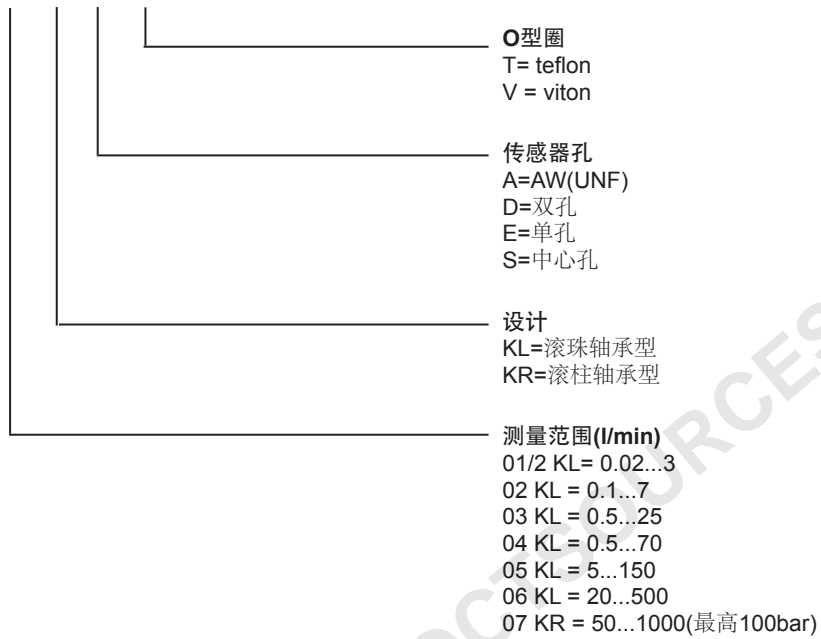 O型圈
T= teflon
V = viton
传感器孔
A=AW(UNF)
D=双孔
E=单孔
S=中心孔
设计
KL=滚珠轴承型
KR=滚柱轴承型
测量范围(l/min)
01/2 KL= 0.02...3
02 KL = 0.1...7
03 KL = 0.5...25
04 KL = 0.5...70
05 KL = 5...150
06 KL = 20...500
07 KR = 50...1000(最高100bar)